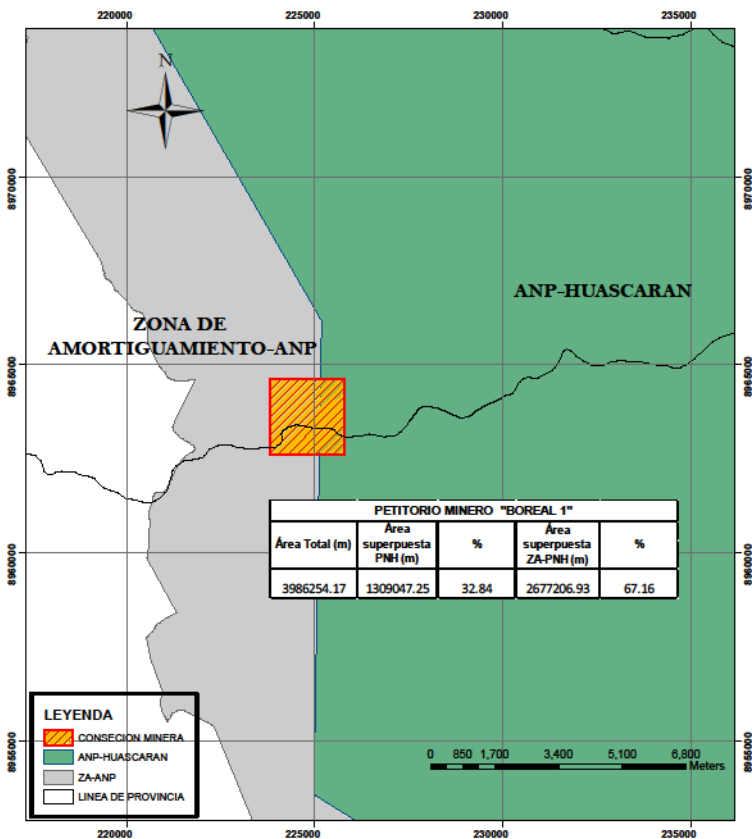 220000 225000 230000 235000
N
8970000 8970000
ANP-HUASCARAN
ZONA DE
AMORTIGUAMIENTO-ANP
8965000 8965000
PETITORIO MINERO "BOREAL 1"
Área Total (m) Área superpuesta PNH (m) % Área superpuesta ZA-PNH (m) %
3986254.17 1309047.25 32.84 2677206.93 67.16
8960000 8960000
LEYENDA
CONSECION MINERA
ANP-HUASCARAN
ZA-ANP
LINEA DE PROVINCIA
0 850 1,700 3,400 5,100 6,800
Meters
8955000 8955000
220000 225000 230000 235000